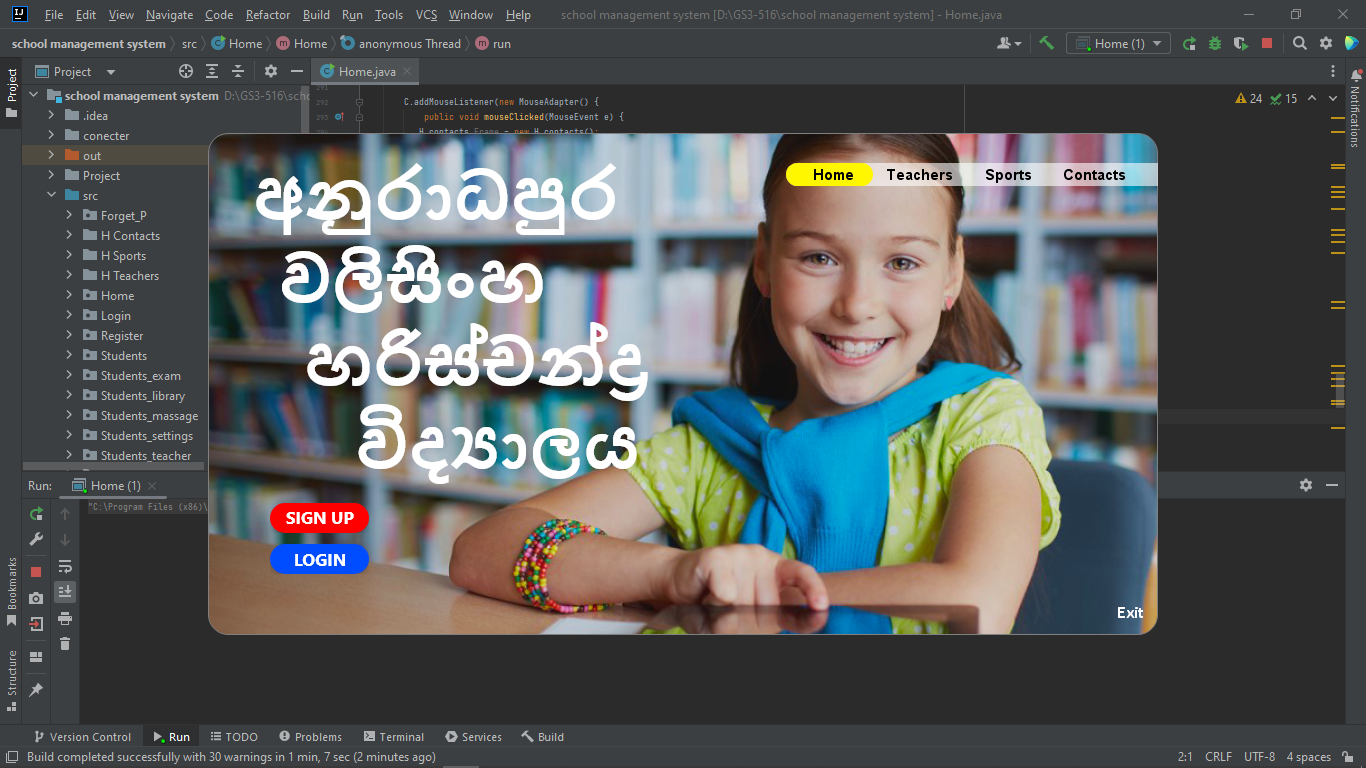 File Edit View Navigate Code Refactor Build Run Tools VCS Window Help school management system [D:\GS3-516\school management system] - Home.java
school management system src Home Home anonymous Thread run Home (1)
Project Home.java
school management system D:\GS3-516\scho
.idea
conecter
out
Project
src
Forget_P
H Contacts
H Sports
H Teachers
Home
Login
Register
Students
Students_exam
Students_library
Students_massage
Students_settings
Students_teacher
291
292 C.addMouseListener(new MouseAdapter() {
293 public void mouseClicked(MouseEvent e) {
H_contacts Fname = new H_contacts();
24 15
Home Teachers Sports Contacts
අනුරාධපුර
වලිසිංහ
හරිස්චන්ද්‍ර
විද්‍යාලය
SIGN UP
LOGIN
Exit
Run: Home (1)
"C:\Program Files (x86)\
Project
Bookmarks
Structure
Notifications
Version Control Run TODO Problems Terminal Services Build
Build completed successfully with 30 warnings in 1 min, 7 sec (2 minutes ago) 2:1 CRLF UTF-8 4 spaces